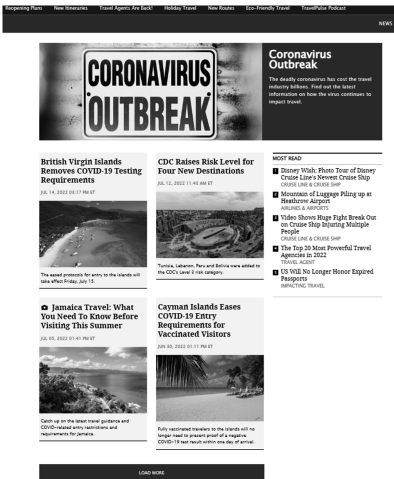 Reopening Plans New Itineraries Travel Agents Are Back! Holiday Travel New Routes Eco-Friendly Travel TravelPulse Podcast
NEWS
CORONAVIRUS
OUTBREAK
Coronavirus
Outbreak
The deadly coronavirus has cost the travel
industry billions. Find out the latest
information on how the virus continues to
impact travel.
British Virgin Islands
Removes COVID-19 Testing
Requirements
JUL 14, 2022 03:17 PM ET
The eased protocols for entry to the islands will
take effect Friday, July 15.
CDC Raises Risk Level for
Four New Destinations
JUL 12, 2022 11:45 AM ET
Tunisia, Lebanon, Peru and Bolivia were added to
the CDC's Level 3 risk category.
MOST READ
1 Disney Wish: Photo Tour of Disney
Cruise Line's Newest Cruise Ship
CRUISE LINE & CRUISE SHIP
2 Mountain of Luggage Piling up at
Heathrow Airport
AIRLINES & AIRPORTS
3 Video Shows Huge Fight Break Out
on Cruise Ship Injuring Multiple
People
CRUISE LINE & CRUISE SHIP
4 The Top 20 Most Powerful Travel
Agencies in 2022
TRAVEL AGENT
5 US Will No Longer Honor Expired
Passports
IMPACTING TRAVEL
Jamaica Travel: What
You Need To Know Before
Visiting This Summer
JUL 05, 2022 01:41 PM ET
Catch up on the latest travel guidance and
COVID-related entry restrictions and
requirements for Jamaica.
Cayman Islands Eases
COVID-19 Entry
Requirements for
Vaccinated Visitors
JUN 30, 2022 01:11 PM ET
Fully vaccinated travelers to the islands will no
longer need to present proof of a negative
COVID-19 test result within one day of arrival.
LOAD MORE